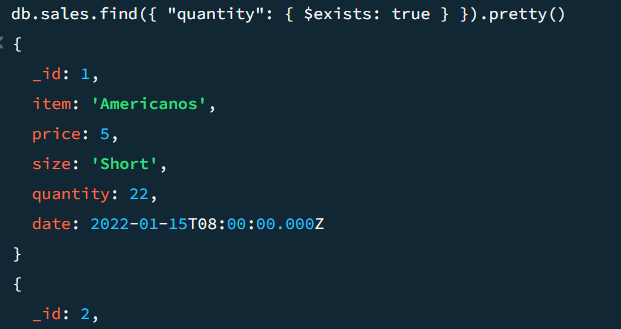 db.sales.find({ "quantity": { $exists: true } }).pretty()
{
_id: 1,
item: 'Americanos',
price: 5,
size: 'Short',
quantity: 22,
date: 2022-01-15T08:00:00.000Z
}
{
_id: 2,